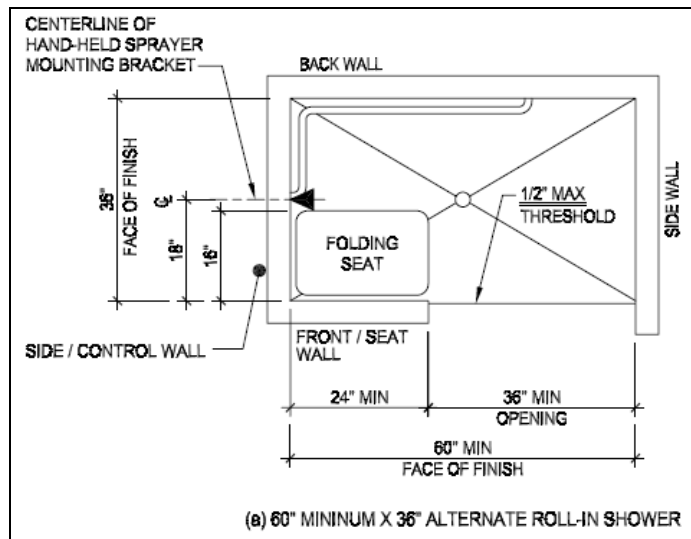 CENTERLINE OF
HAND-HELD SPRAYER
MOUNTING BRACKET
BACK WALL
36"
FACE OF FINISH
℄
18"
16"
1/2" MAX
THRESHOLD
SIDE WALL
FOLDING
SEAT
SIDE / CONTROL WALL
FRONT / SEAT
WALL
24" MIN
36" MIN
OPENING
60" MIN
FACE OF FINISH
(a) 60" MININUM X 36" ALTERNATE ROLL-IN SHOWER